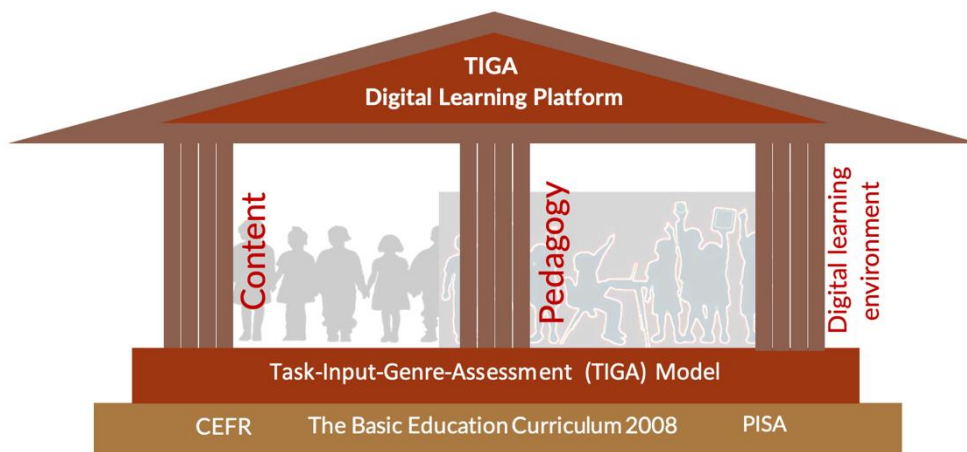 TIGA
Digital Learning Platform
Content
Pedagogy
Digital learning
environment
Task-Input-Genre-Assessment (TIGA) Model
CEFR The Basic Education Curriculum 2008 PISA